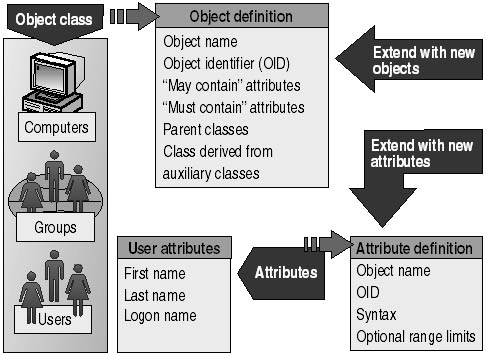 Object class
Computers
Groups
Users
Object definition
Object name
Object identifier (OID)
“May contain” attributes
“Must contain” attributes
Parent classes
Class derived from
auxiliary classes
Extend with new
objects
Extend with new
attributes
User attributes
First name
Last name
Logon name
Attributes
Attribute definition
Object name
OID
Syntax
Optional range limits